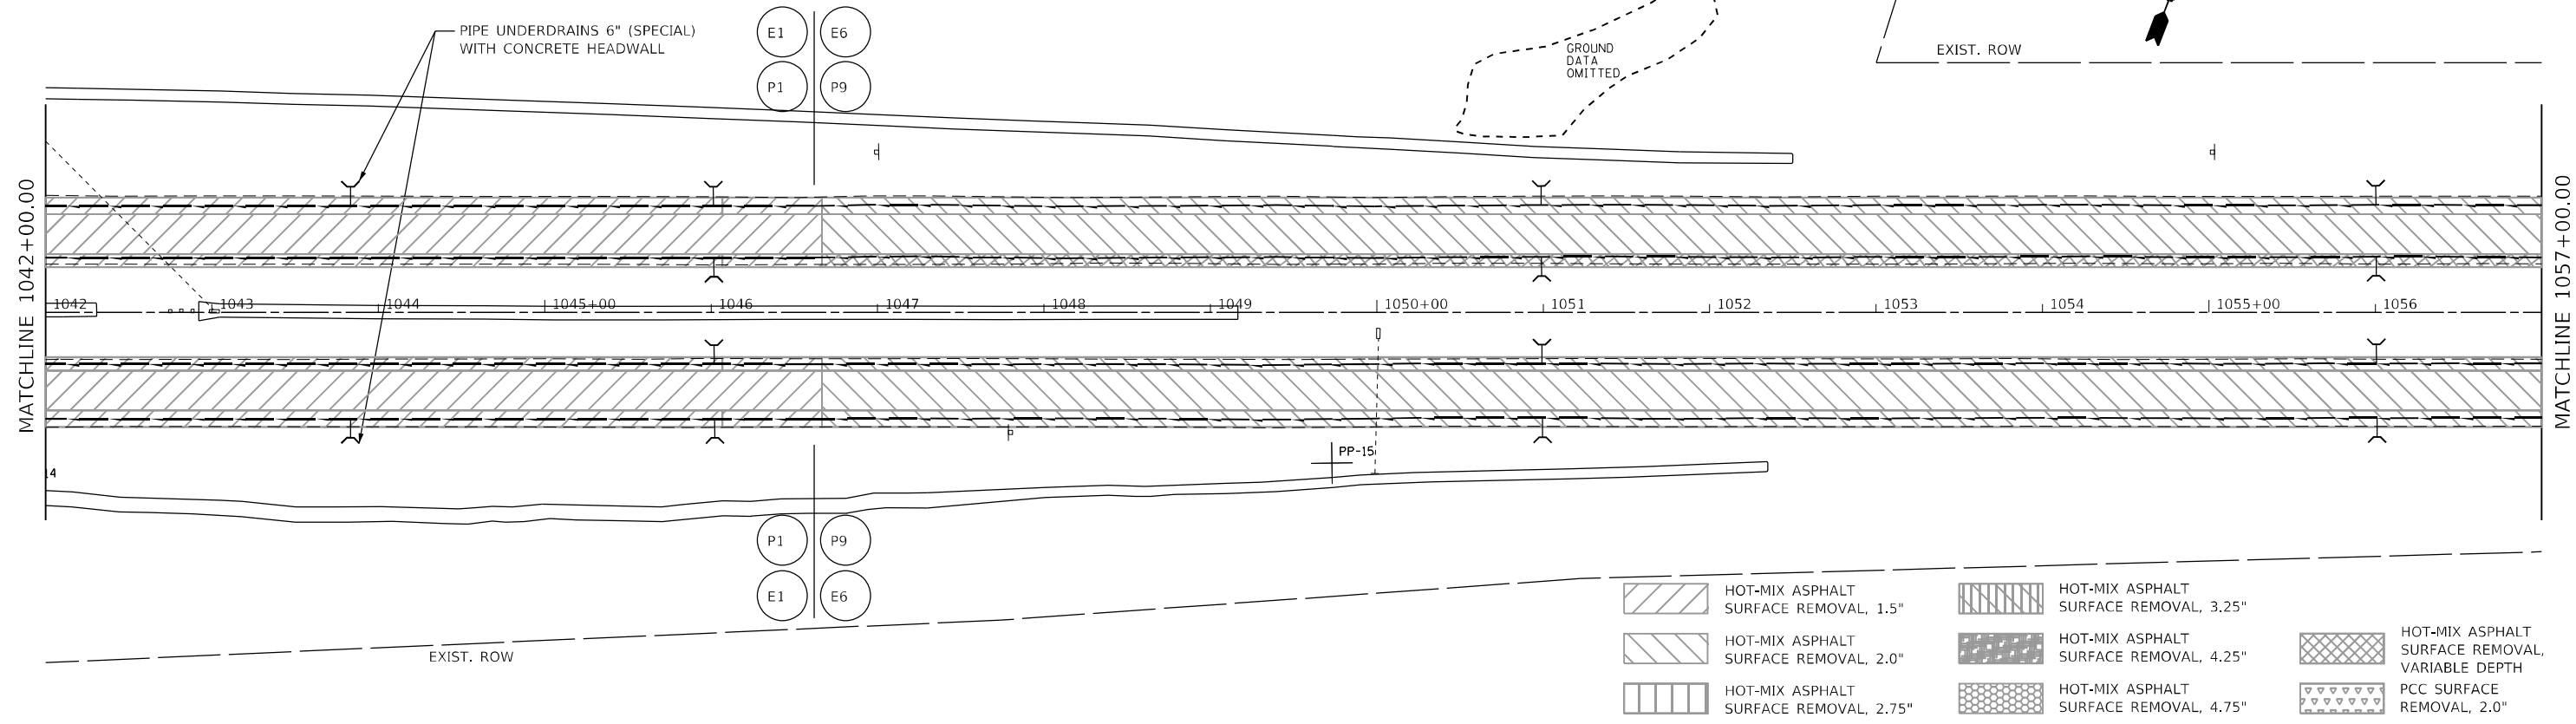 PIPE UNDERDRAINS 6" (SPECIAL)
WITH CONCRETE HEADWALL
E1
E6
P1
P9
GROUND
DATA
OMITTED
EXIST. ROW
MATCHLINE 1042+00.00
MATCHLINE 1057+00.00
1042
1043
1044
1045+00
1046
1047
1048
1049
1050+00
1051
1052
1053
1054
1055+00
1056
14
PP-15
P1
P9
E1
E6
EXIST. ROW
HOT-MIX ASPHALT
SURFACE REMOVAL, 1.5"
HOT-MIX ASPHALT
SURFACE REMOVAL, 2.0"
HOT-MIX ASPHALT
SURFACE REMOVAL, 2.75"
HOT-MIX ASPHALT
SURFACE REMOVAL, 3.25"
HOT-MIX ASPHALT
SURFACE REMOVAL, 4.25"
HOT-MIX ASPHALT
SURFACE REMOVAL, 4.75"
HOT-MIX ASPHALT
SURFACE REMOVAL,
VARIABLE DEPTH
PCC SURFACE
REMOVAL, 2.0"